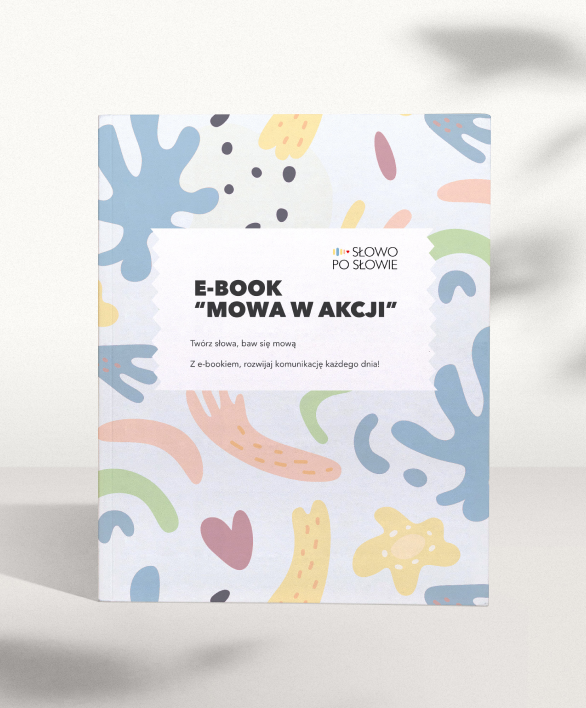 SŁOWO
PO SŁOWIE
E-BOOK
“MOWA W AKCJI”
Twórz słowa, baw się mową
Z e-bookiem, rozwijaj komunikację każdego dnia!